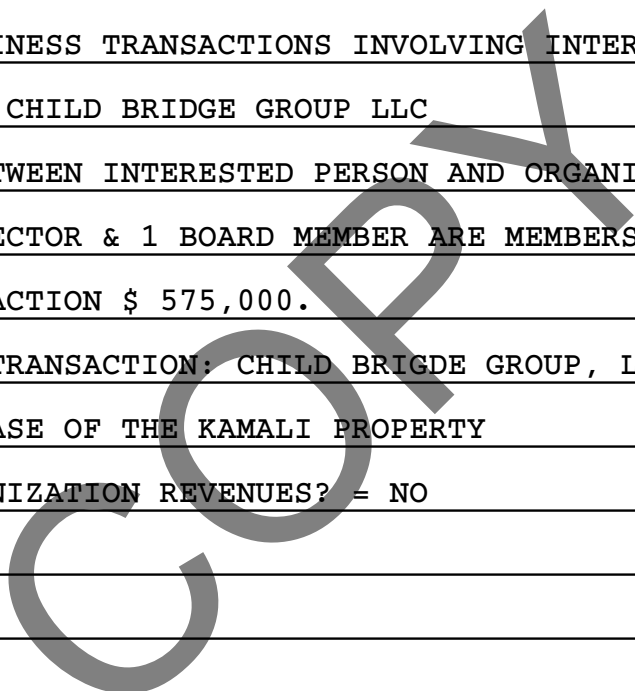 INESS TRANSACTIONS INVOLVING INTER
CHILD BRIDGE GROUP LLC
TWEEN INTERESTED PERSON AND ORGANI
ECTOR & 1 BOARD MEMBER ARE MEMBERS
ACTION $ 575,000.
TRANSACTION: CHILD BRIGDE GROUP, L
ASE OF THE KAMALI PROPERTY
NIZATION REVENUES? = NO
COPY